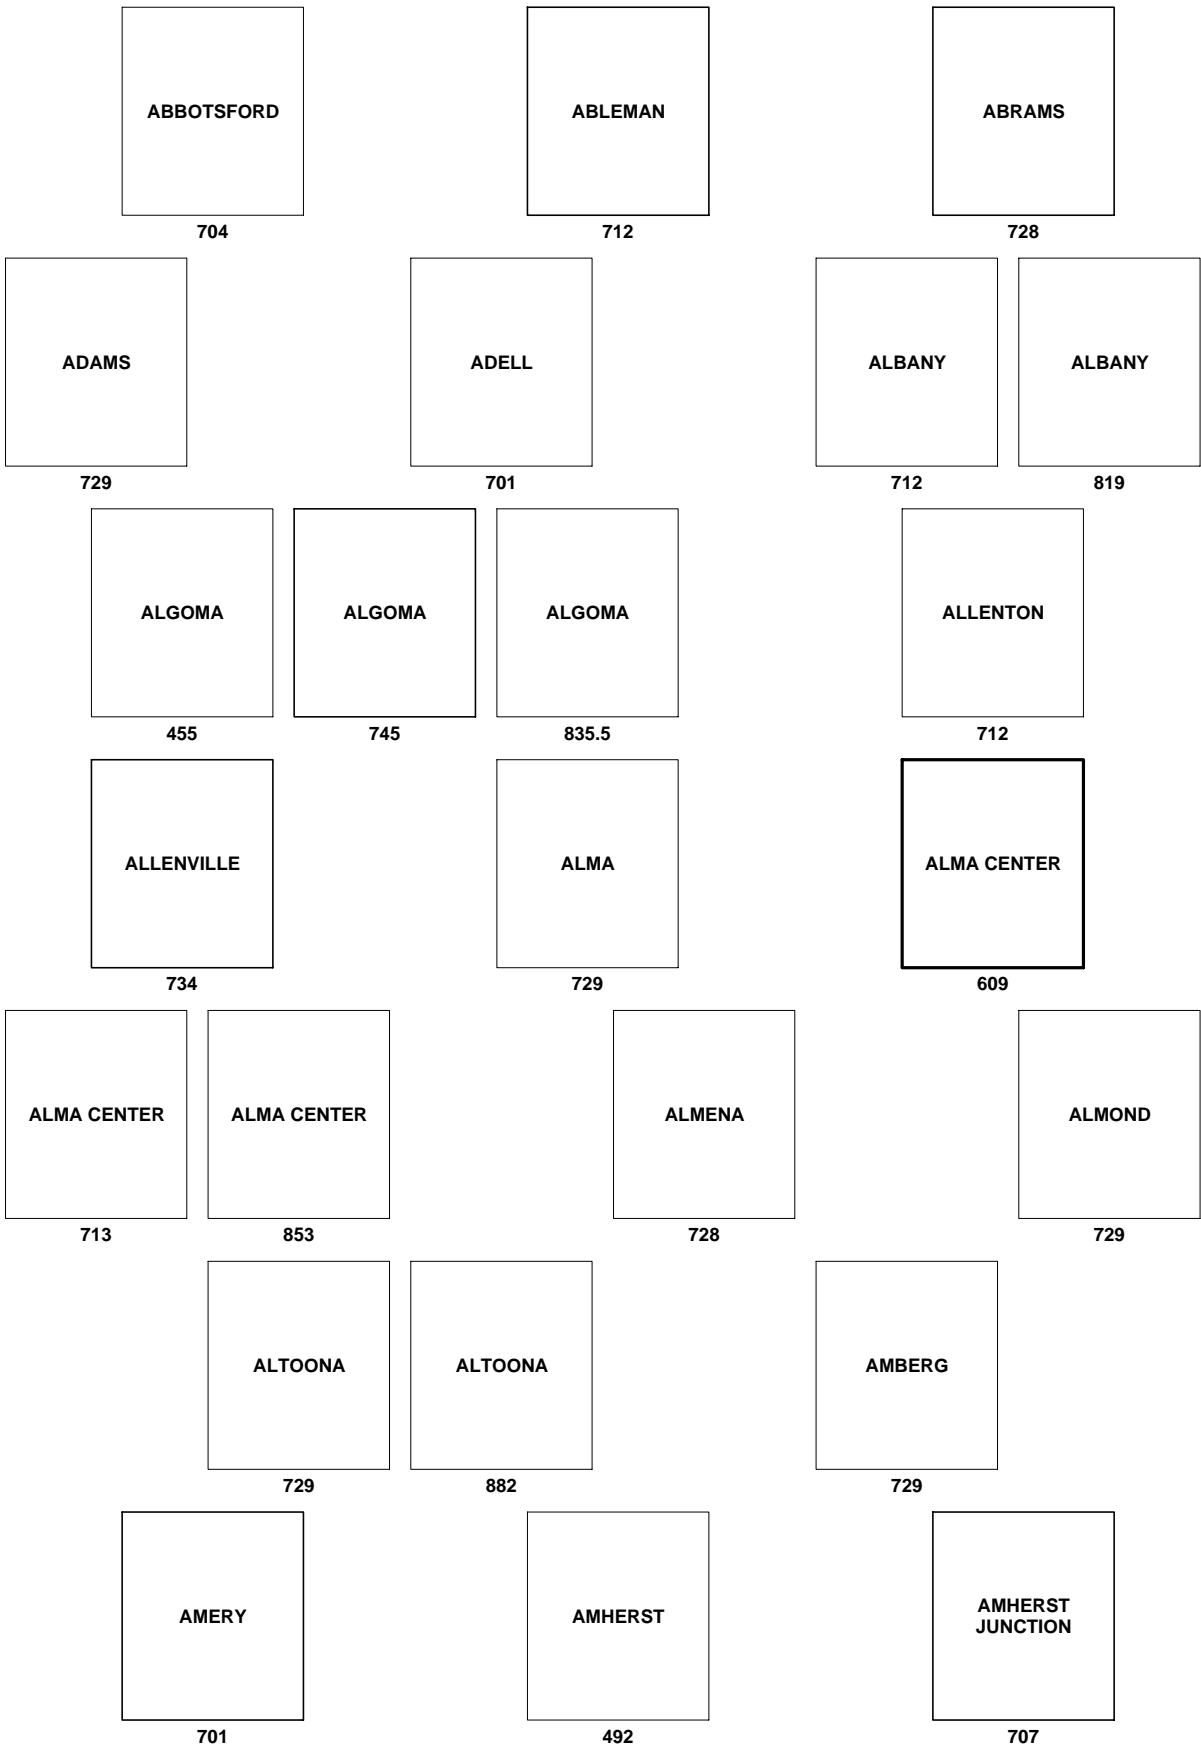 ABBOTSFORD
704
ABLEMAN
712
ABRAMS
728
ADAMS
729
ADELL
701
ALBANY
712
ALBANY
819
ALGOMA
455
ALGOMA
745
ALGOMA
835.5
ALLENTON
712
ALLENVILLE
734
ALMA
729
ALMA CENTER
609
ALMA CENTER
713
ALMA CENTER
853
ALMENA
728
ALMOND
729
ALTOONA
729
ALTOONA
882
AMBERG
729
AMERY
701
AMHERST
492
AMHERST
JUNCTION
707